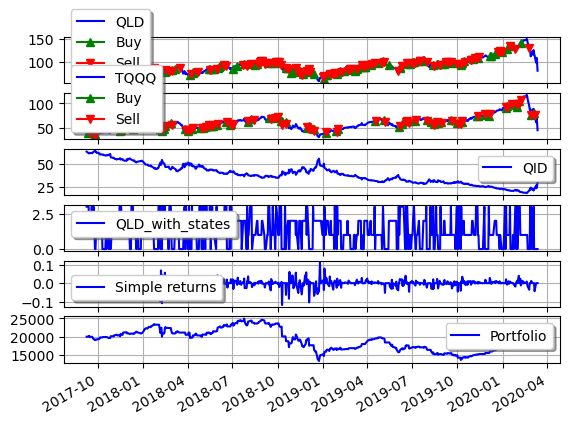 QLD
Buy
Sell
150
100
TQQQ
Buy
Sell
100
50
QID
50
25
QLD_with_states
2.5
0.0
Simple returns
0.1
0.0
−0.1
Portfolio
25000
20000
15000
2017-10
2018-01
2018-04
2018-07
2018-10
2019-01
2019-04
2019-07
2019-10
2020-01
2020-04